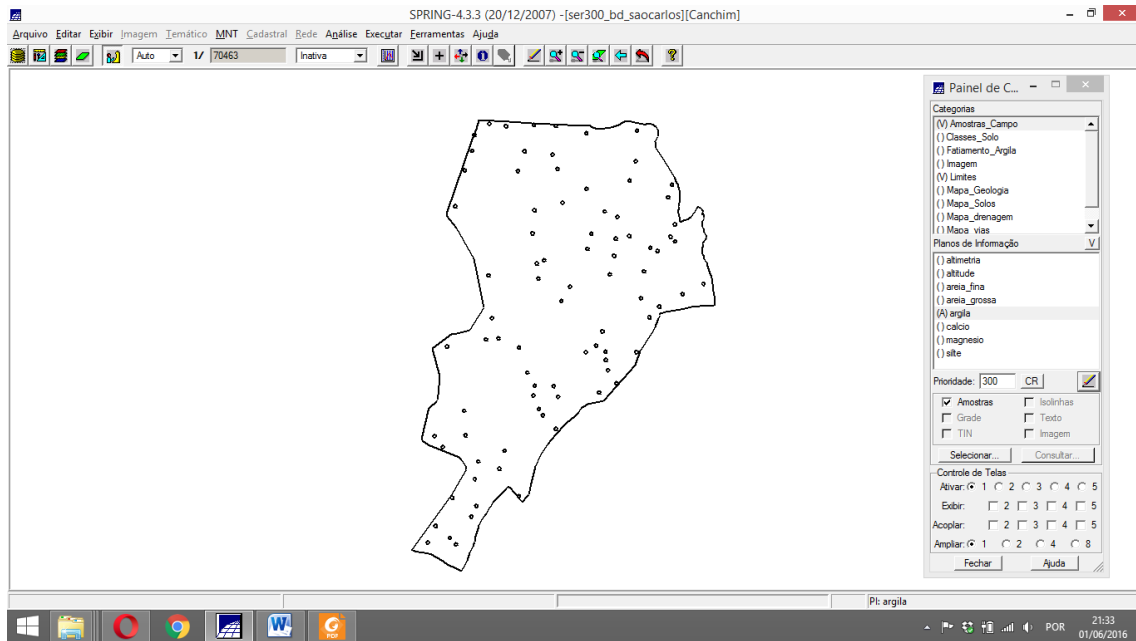 SPRING-4.3.3 (20/12/2007) -[ser300_bd_saocarlos][Canchim]
Arquivo Editar Exibir Imagem Temático MNT Cadastral Rede Análise Executar Ferramentas Ajuda
Auto 1/ 70463 Inativa
Painel de C...
Categorias
(V) Amostras_Campo
( ) Classes_Solo
( ) Fatiamento_Argila
( ) Imagem
(V) Limites
( ) Mapa_Geologia
( ) Mapa_Solos
( ) Mapa_drenagem
( ) Mapa_vias
Planos de Informação V
( ) altimetria
( ) altitude
( ) areia_fina
( ) areia_grossa
(A) argila
( ) calcio
( ) magnesio
( ) silte
Prioridade: 300 CR
Amostras Isolinhas
Grade Texto
TIN Imagem
Selecionar... Consultar...
Controle de Telas
Ativar: 1 2 3 4 5
Exibir: 2 3 4 5
Acoplar: 2 3 4 5
Ampliar: 1 2 4 8
Fechar Ajuda
PI: argila
W
PDF
POR
21:33
01/06/2016